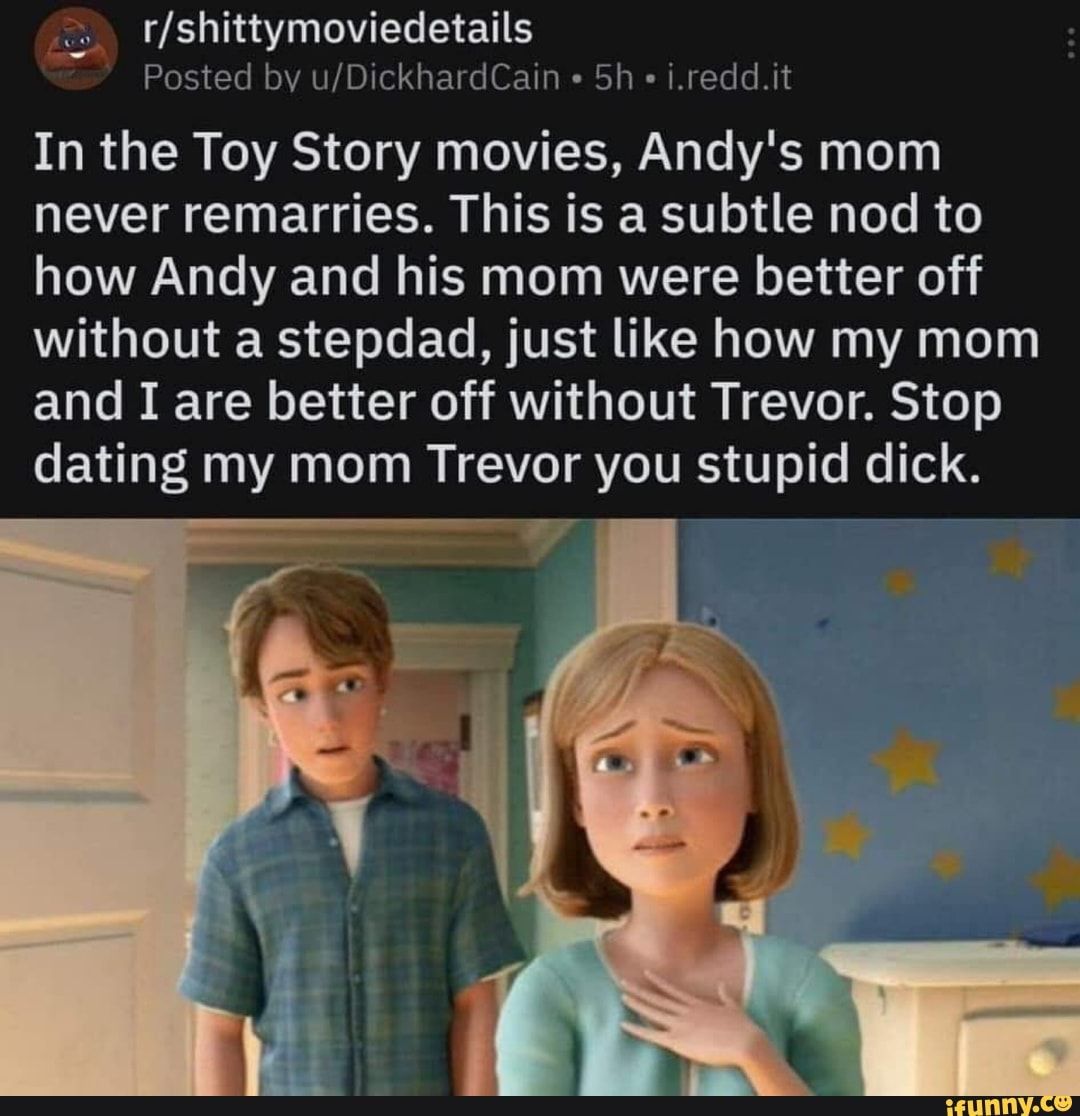 r/shittymoviedetails
Posted by u/DickhardCain • 5h • i.redd.it
In the Toy Story movies, Andy's mom
never remarries. This is a subtle nod to
how Andy and his mom were better off
without a stepdad, just like how my mom
and I are better off without Trevor. Stop
dating my mom Trevor you stupid dick.
ifunny.co